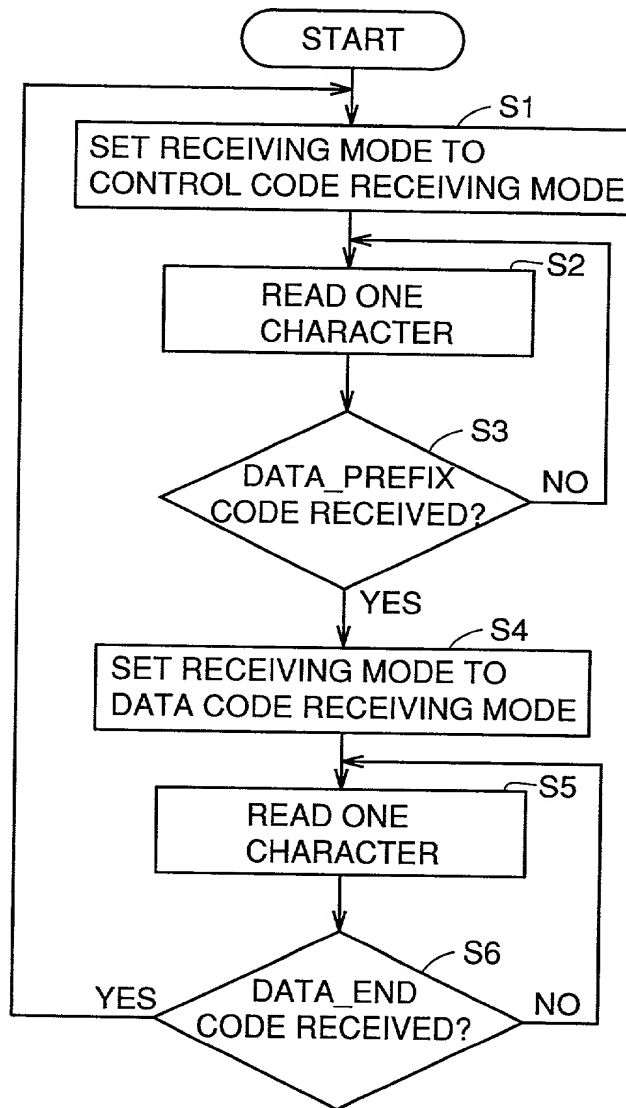 START
S1
SET RECEIVING MODE TO
CONTROL CODE RECEIVING MODE
S2
READ ONE
CHARACTER
S3
DATA_PREFIX
CODE RECEIVED?
NO
YES
S4
SET RECEIVING MODE TO
DATA CODE RECEIVING MODE
S5
READ ONE
CHARACTER
S6
YES
DATA_END
CODE RECEIVED?
NO